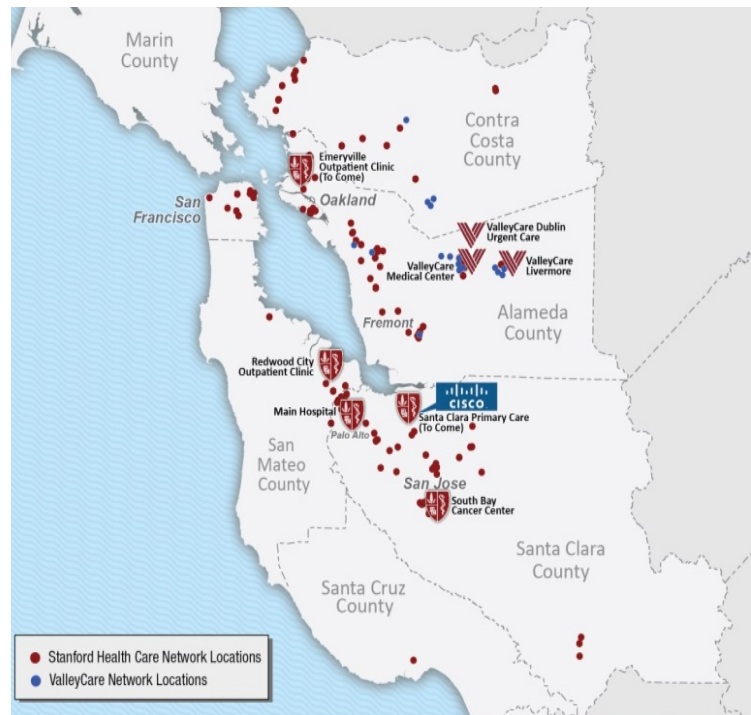 Marin
County
Contra
Costa
County
Emeryville
Outpatient Clinic
(To Come)
Oakland
San
Francisco
ValleyCare Dublin
Urgent Care
ValleyCare
Medical Center
ValleyCare
Livermore
Alameda
County
Fremont
Redwood City
Outpatient Clinic
CISCO
Main Hospital
Santa Clara Primary Care
(To Come)
Palo Alto
San
Mateo
County
San Jose
South Bay
Cancer Center
Santa Clara
County
Santa Cruz
County
Stanford Health Care Network Locations
ValleyCare Network Locations